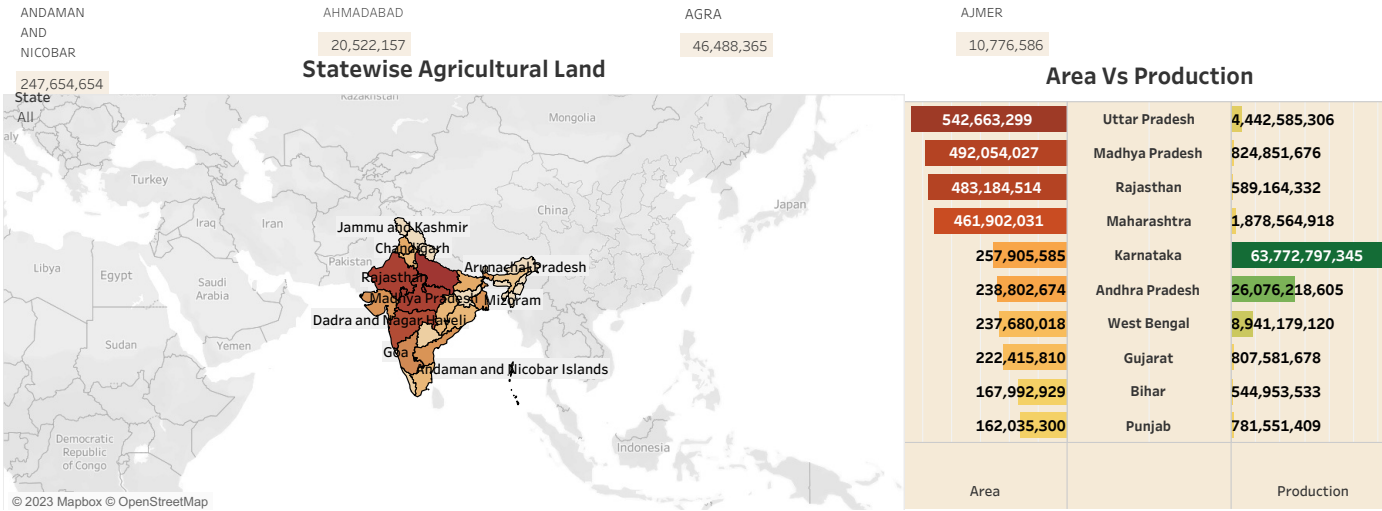 ANDAMAN
AND
NICOBAR
247,654,654
AHMADABAD
20,522,157
AGRA
46,488,365
AJMER
10,776,586
Statewise Agricultural Land
State
All
Kazakhstan
Mongolia
Turkey
Japan
China
Iraq
Iran
Pakistan
Libya
Egypt
Saudi
Arabia
Sudan
Yemen
Democratic
Republic
of Congo
Indonesia
Jammu and Kashmir
Chandigarh
Arunachal Pradesh
Rajasthan
Madhya Pradesh
Mizoram
Dadra and Nagar Haveli
Goa
Andaman and Nicobar Islands
© 2023 Mapbox © OpenStreetMap
Area Vs Production
542,663,299 Uttar Pradesh 4,442,585,306
492,054,027 Madhya Pradesh 824,851,676
483,184,514 Rajasthan 589,164,332
461,902,031 Maharashtra 1,878,564,918
257,905,585 Karnataka 63,772,797,345
238,802,674 Andhra Pradesh 26,076,218,605
237,680,018 West Bengal 8,941,179,120
222,415,810 Gujarat 807,581,678
167,992,929 Bihar 544,953,533
162,035,300 Punjab 781,551,409
Area Production